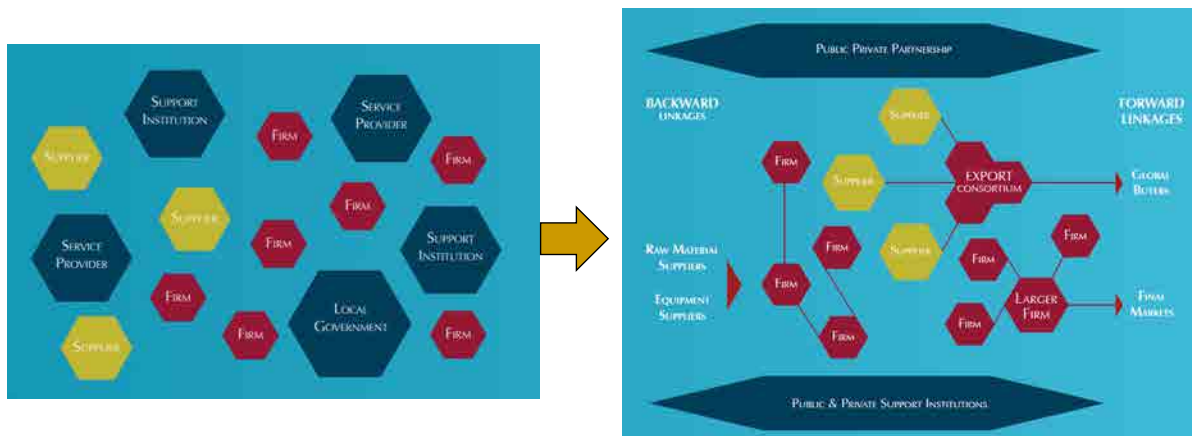 SUPPORT
INSTITUTION
SERVICE
PROVIDER
FIRM
FIRM
SUPPLIER
FIRM
SUPPLIER
FIRM
SUPPORT
INSTITUTION
SERVICE
PROVIDER
FIRM
LOCAL
GOVERNMENT
FIRM
FIRM
SUPPLIER
PUBLIC PRIVATE PARTNERSHIP
BACKWARD
LINKAGES
FORWARD
LINKAGES
SUPPLIER
FIRM
SUPPLIER
EXPORT
CONSORTIUM
GLOBAL
BUYERS
RAW MATERIAL
SUPPLIERS
FIRM
SUPPLIER
FIRM
FIRM
EQUIPMENT
SUPPLIERS
FIRM
LARGER
FIRM
FINAL
MARKETS
FIRM
FIRM
PUBLIC & PRIVATE SUPPORT INSTITUTIONS